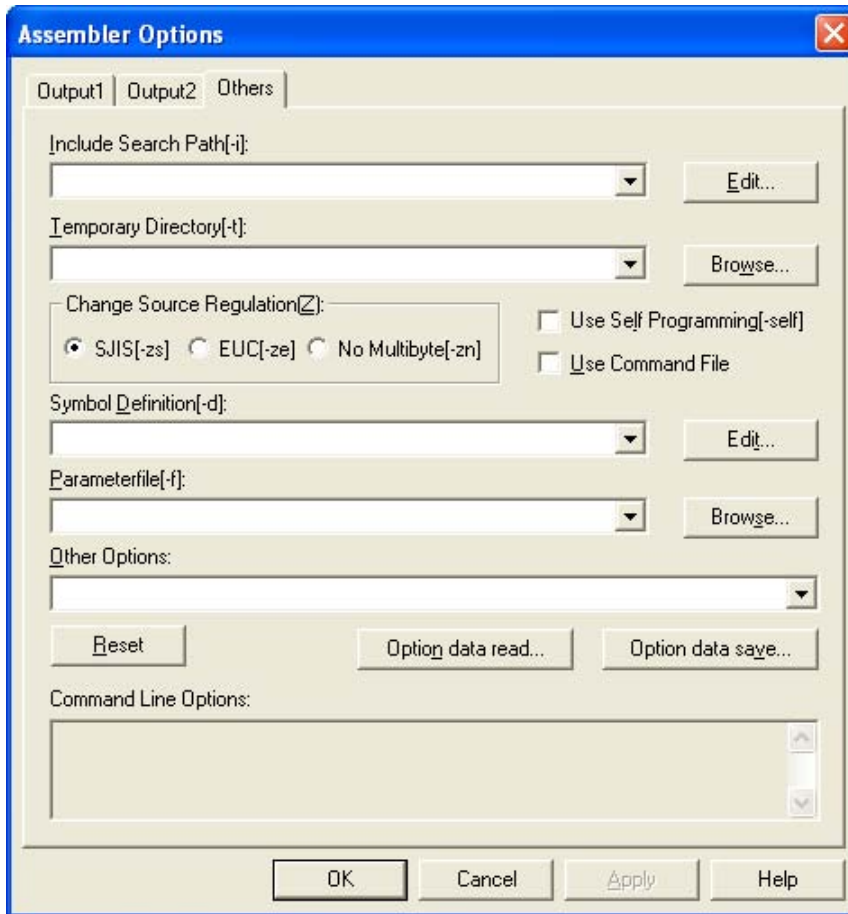 Assembler Options
Output1 Output2 Others
Include Search Path[-i]:
Edit...
Temporary Directory[-t]:
Browse...
Change Source Regulation(Z):
SJIS[-zs] EUC[-ze] No Multibyte[-zn]
Use Self Programming[-self]
Use Command File
Symbol Definition[-d]:
Edit...
Parameterfile[-f]:
Browse...
Other Options:
Reset Option data read... Option data save...
Command Line Options:
OK Cancel Apply Help